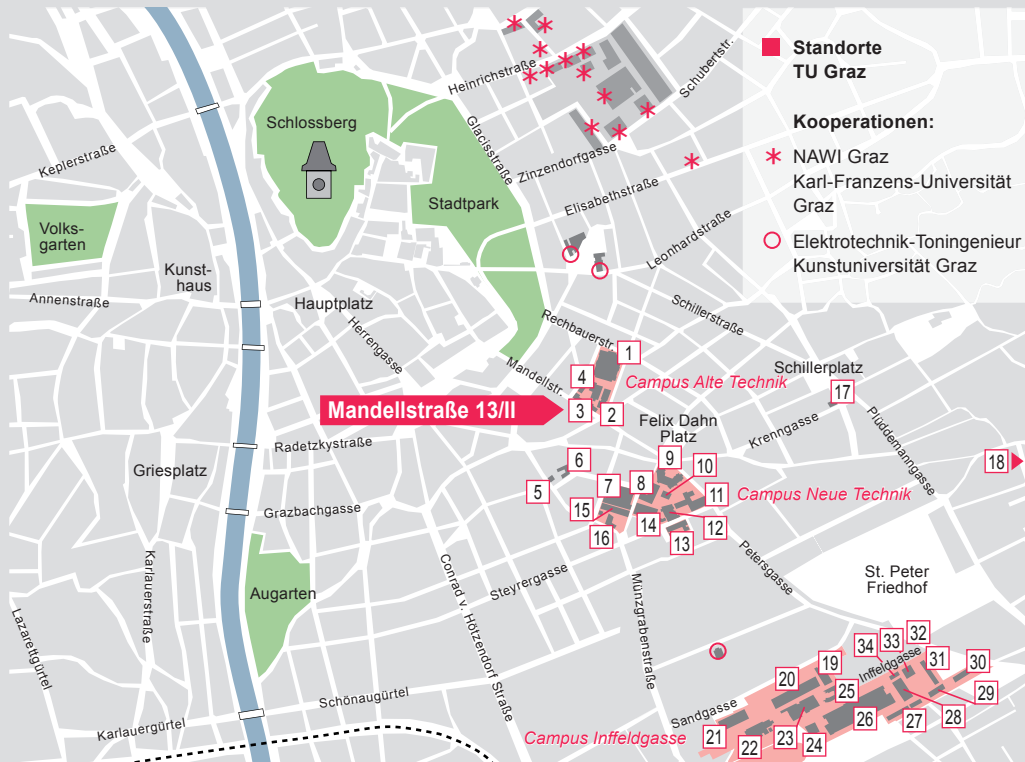 Standorte
TU Graz
Kooperationen:
NAWI Graz
Karl-Franzens-Universität
Graz
Elektrotechnik-Toningenieur
Kunstuniversität Graz
Heinrichstraße
Schubertstr.
Glacisstraße
Zinzendorfgasse
Elisabethstraße
Leonhardstraße
Schlossberg
Keplerstraße
Stadtpark
Volks-
garten
Kunst-
haus
Annenstraße
Hauptplatz
Herrengasse
Rechbauerstr.
Schillerstraße
Mandellstr.
1
4
Campus Alte Technik
Schillerplatz
17
Mandellstraße 13/II
3
2
Felix Dahn
Platz
Krenngasse
Plüddemanngasse
Radetzkystraße
Griesplatz
18
6
9
10
5
7
8
11
Campus Neue Technik
Grazbachgasse
15
14
12
16
13
Karlauerstraße
Augarten
Conrad v. Hötzendorf Straße
Steyrergasse
Münzgrabenstraße
Petersgasse
St. Peter
Friedhof
Lazarettgürtel
34
33
32
Inffeldgasse
31
30
20
19
25
29
Schönaugürtel
Karlauergürtel
Sandgasse
Campus Inffeldgasse
21
22
23
24
26
27
28